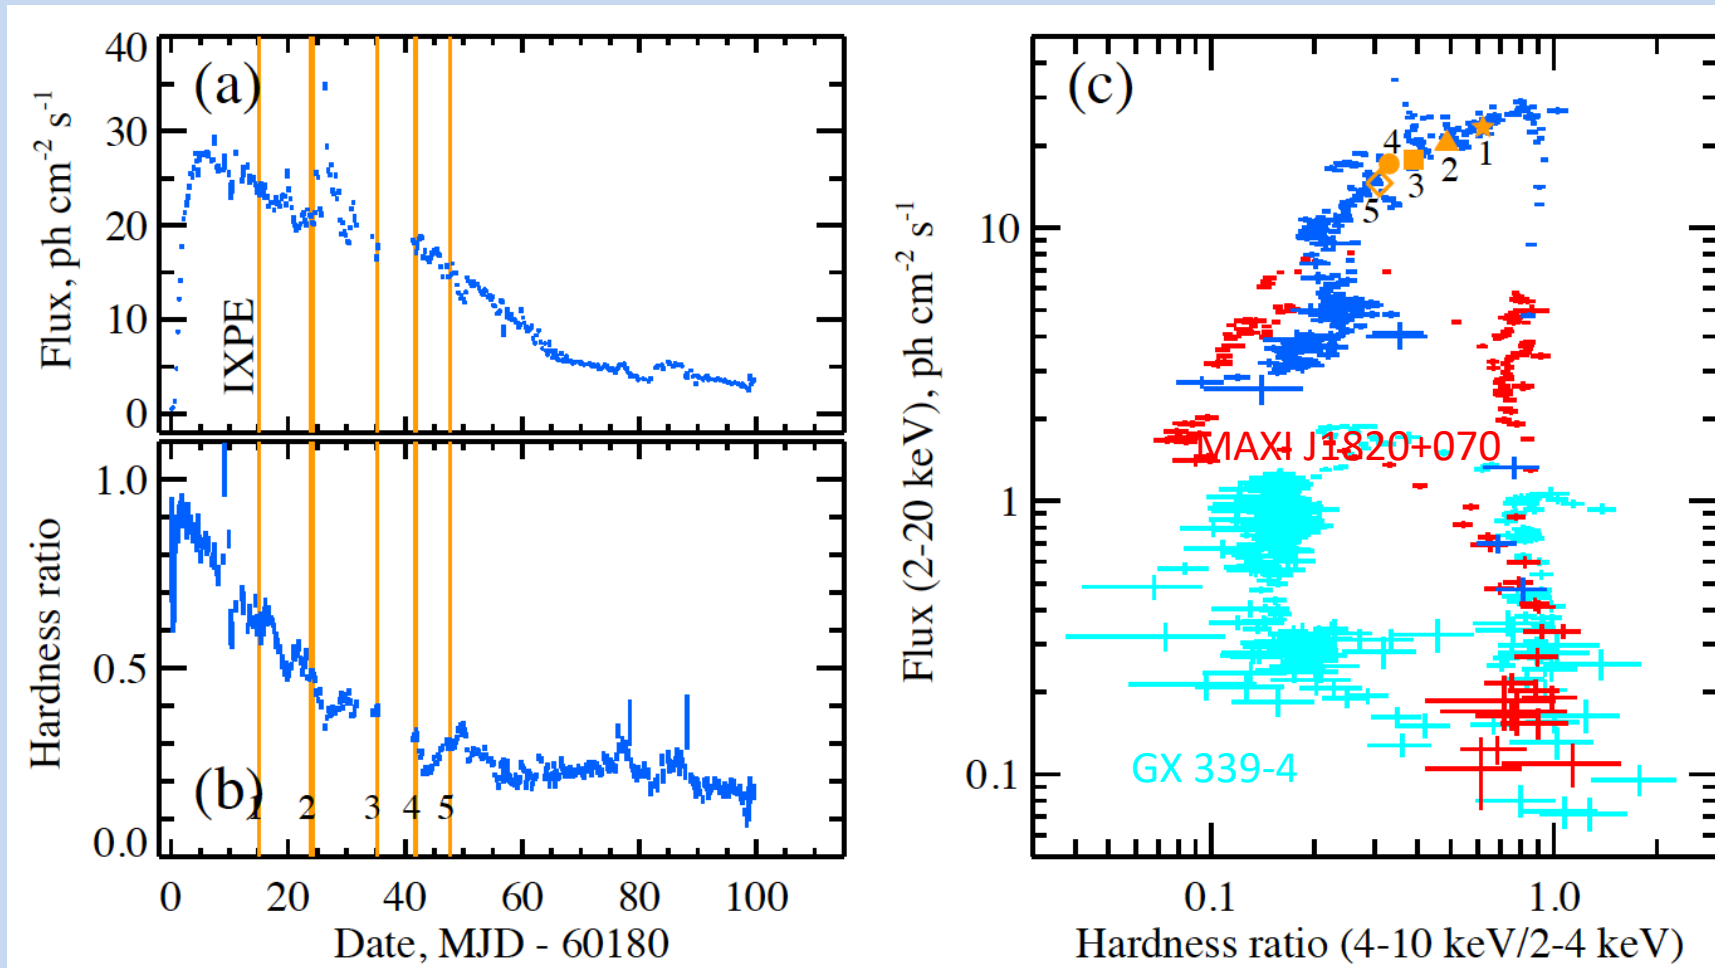 (a)
40
30
20
10
0
Flux, ph cm⁻² s⁻¹
IXPE
(b)
1.0
0.5
0.0
Hardness ratio
1 2 3 4 5
0 20 40 60 80 100
Date, MJD - 60180
(c)
10
1
0.1
Flux (2-20 keV), ph cm⁻² s⁻¹
4
1
2
3
5
MAXI J1820+070
GX 339-4
0.1 1.0
Hardness ratio (4-10 keV/2-4 keV)